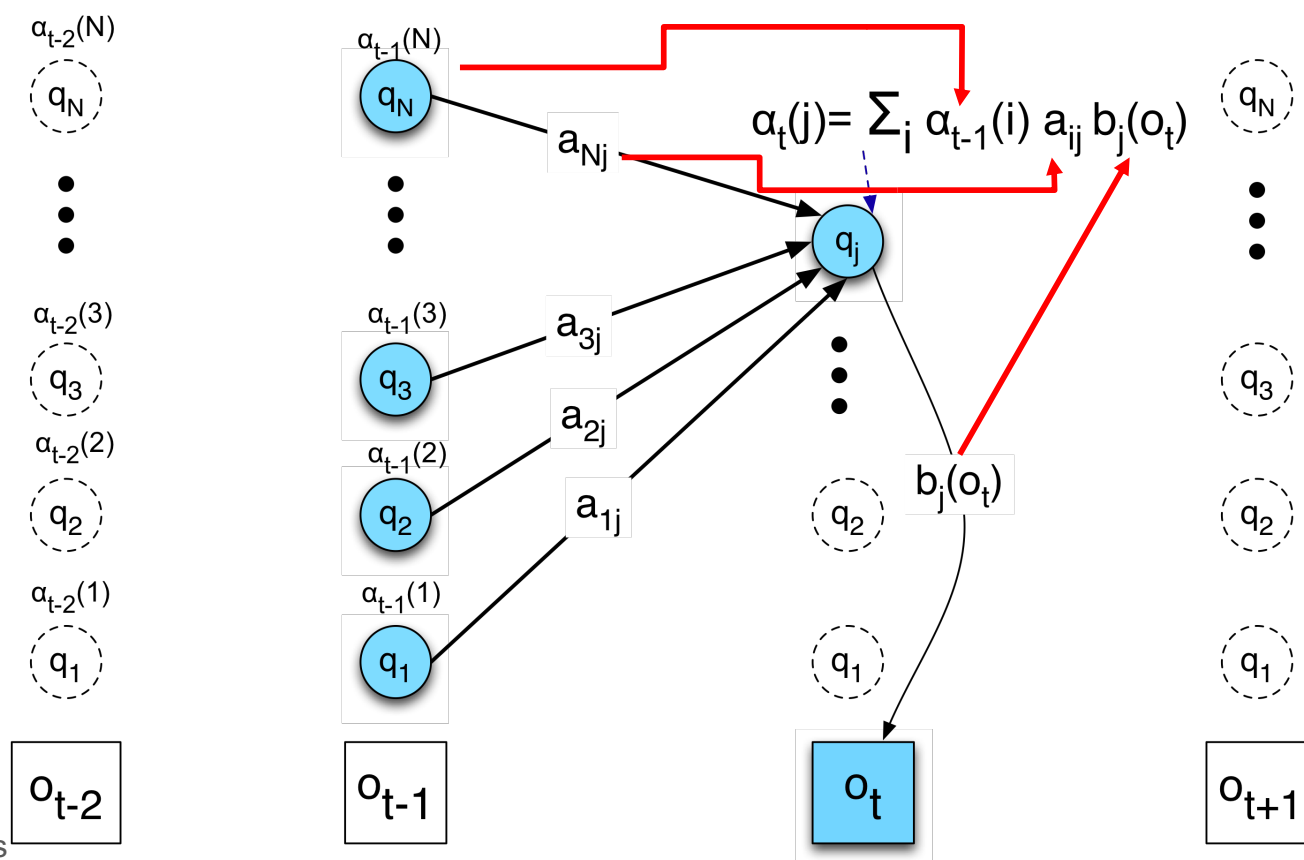 αt-2(N)
αt-1(N)
qN
qN
qN
αt(j)= Σi αt-1(i) aij bj(ot)
aNj
qj
αt-2(3)
αt-1(3)
a3j
q3
q3
q3
a2j
αt-2(2)
αt-1(2)
bj(ot)
a1j
q2
q2
q2
q2
αt-2(1)
αt-1(1)
q1
q1
q1
q1
ot-2
ot-1
ot
ot+1
s